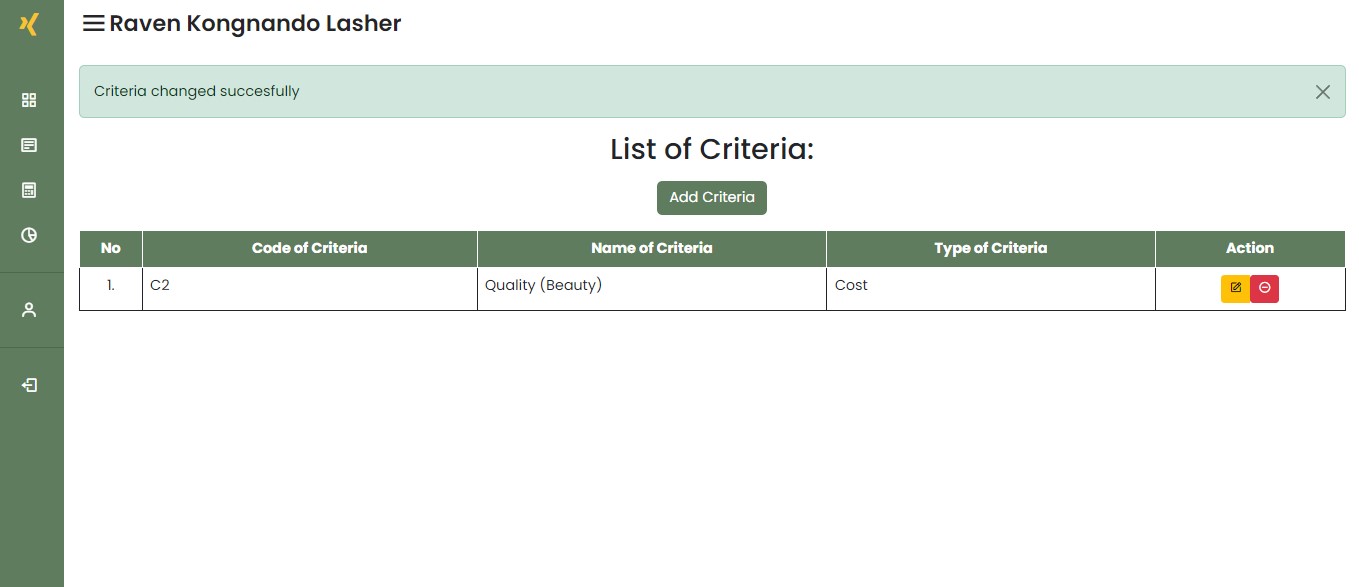 Raven Kongnando Lasher
Criteria changed succesfully
List of Criteria:
Add Criteria
No Code of Criteria Name of Criteria Type of Criteria Action
1. C2 Quality (Beauty) Cost